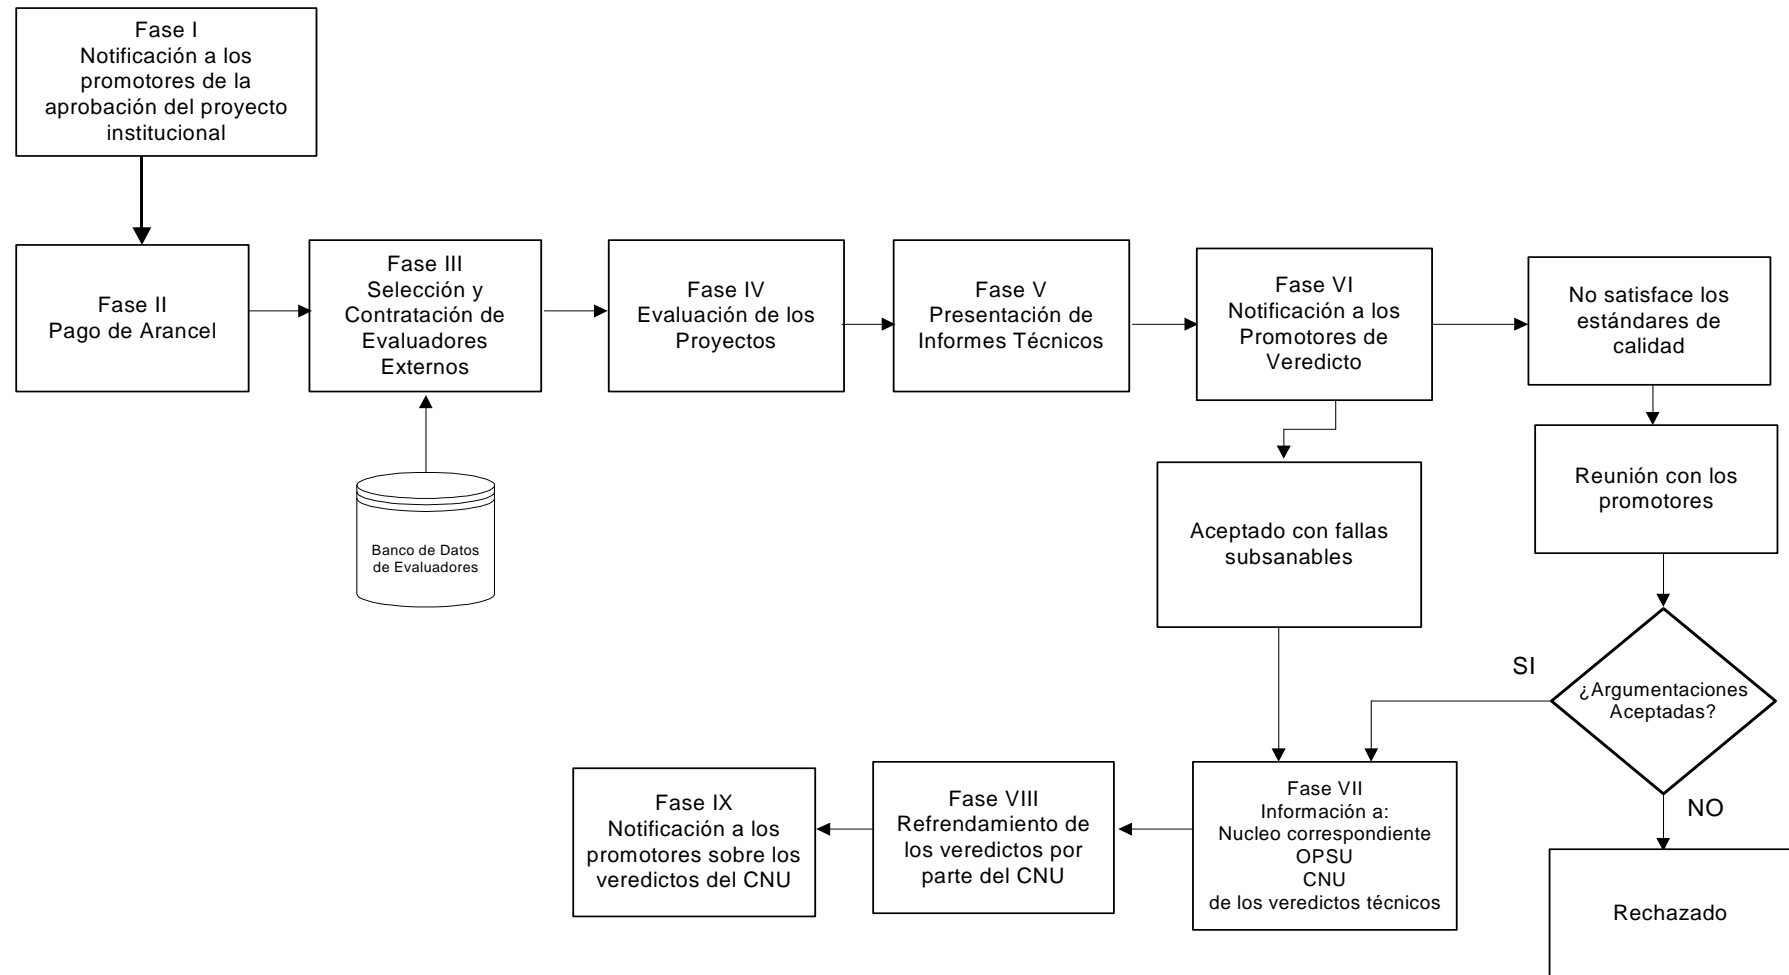 Fase I
Notificación a los
promotores de la
aprobación del proyecto
institucional
Fase II
Pago de Arancel
Fase III
Selección y
Contratación de
Evaluadores
Externos
Fase IV
Evaluación de los
Proyectos
Fase V
Presentación de
Informes Técnicos
Fase VI
Notificación a los
Promotores de
Veredicto
No satisface los
estándares de
calidad
Banco de Datos
de Evaluadores
Aceptado con fallas
subsanables
Reunión con los
promotores
SI
¿Argumentaciones
Aceptadas?
NO
Fase IX
Notificación a los
promotores sobre los
veredictos del CNU
Fase VIII
Refrendamiento de
los veredictos por
parte del CNU
Fase VII
Información a:
Nucleo correspondiente
OPSU
CNU
de los veredictos técnicos
Rechazado